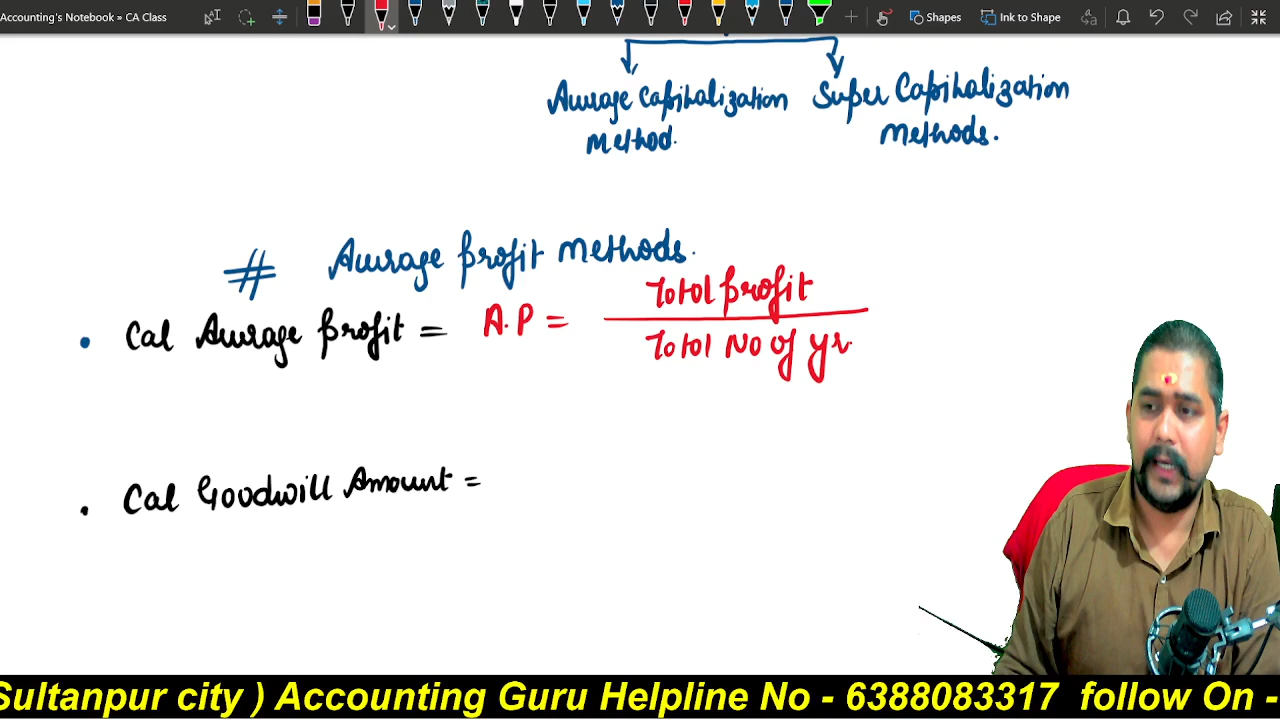 Accounting's Notebook » CA Class
Shapes
Ink to Shape
Average Capitalization Method.
Super Capitalization Methods.
# Average profit Methods.
• Cal Average profit = A.P = Total profit
Total No of yr.
• Cal Goodwill Amount =
Sultanpur city ) Accounting Guru Helpline No - 6388083317 follow On -